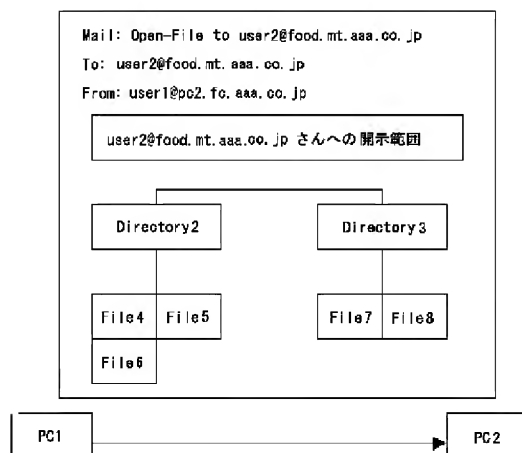 Mail: Open-File to user2@food.mt.aaa.co.jp
To: user2@food.mt.aaa.co.jp
From: user1@pc2.fc.aaa.co.jp
user2@food.mt.aaa.co.jp さんへの開示範囲
Directory2
Directory3
File4 File5
File7 File8
File6
PC1
PC2